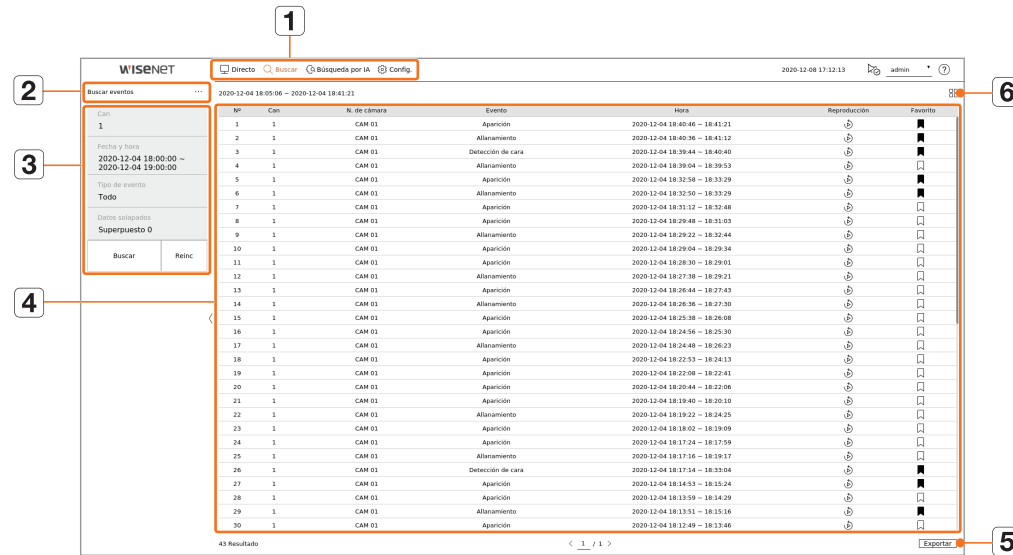 1
WISENET
Directo Buscar Búsqueda por IA Config.
2020-12-08 17:12:13 admin ?
2
Buscar eventos ...
2020-12-04 18:05:06 ~ 2020-12-04 18:41:21
6
Can
1
Fecha y hora
2020-12-04 18:00:00 ~
2020-12-04 19:00:00
Tipo de evento
Todo
Datos solapados
Superpuesto 0
Buscar Reinc
3
4
Nº Can N. de cámara Evento Hora Reproducción Favorito
1 1 CAM 01 Aparición 2020-12-04 18:40:46 ~ 18:41:21
2 1 CAM 01 Allanamiento 2020-12-04 18:40:36 ~ 18:41:12
3 1 CAM 01 Detección de cara 2020-12-04 18:39:44 ~ 18:40:40
4 1 CAM 01 Allanamiento 2020-12-04 18:39:04 ~ 18:39:53
5 1 CAM 01 Aparición 2020-12-04 18:32:58 ~ 18:33:29
6 1 CAM 01 Allanamiento 2020-12-04 18:32:50 ~ 18:33:29
7 1 CAM 01 Aparición 2020-12-04 18:31:12 ~ 18:32:48
8 1 CAM 01 Aparición 2020-12-04 18:29:48 ~ 18:31:03
9 1 CAM 01 Allanamiento 2020-12-04 18:29:22 ~ 18:32:44
10 1 CAM 01 Aparición 2020-12-04 18:29:04 ~ 18:29:34
11 1 CAM 01 Aparición 2020-12-04 18:28:30 ~ 18:29:01
12 1 CAM 01 Allanamiento 2020-12-04 18:27:38 ~ 18:29:21
13 1 CAM 01 Aparición 2020-12-04 18:26:44 ~ 18:27:43
14 1 CAM 01 Allanamiento 2020-12-04 18:26:36 ~ 18:27:30
15 1 CAM 01 Aparición 2020-12-04 18:25:38 ~ 18:26:08
16 1 CAM 01 Aparición 2020-12-04 18:24:56 ~ 18:25:30
17 1 CAM 01 Allanamiento 2020-12-04 18:24:48 ~ 18:26:23
18 1 CAM 01 Aparición 2020-12-04 18:22:53 ~ 18:24:13
19 1 CAM 01 Aparición 2020-12-04 18:22:08 ~ 18:22:41
20 1 CAM 01 Aparición 2020-12-04 18:20:44 ~ 18:22:06
21 1 CAM 01 Aparición 2020-12-04 18:19:40 ~ 18:20:10
22 1 CAM 01 Allanamiento 2020-12-04 18:19:22 ~ 18:24:25
23 1 CAM 01 Aparición 2020-12-04 18:18:02 ~ 18:19:09
24 1 CAM 01 Aparición 2020-12-04 18:17:24 ~ 18:17:59
25 1 CAM 01 Allanamiento 2020-12-04 18:17:16 ~ 18:19:17
26 1 CAM 01 Detección de cara 2020-12-04 18:17:14 ~ 18:33:04
27 1 CAM 01 Aparición 2020-12-04 18:14:53 ~ 18:15:24
28 1 CAM 01 Aparición 2020-12-04 18:13:59 ~ 18:14:29
29 1 CAM 01 Allanamiento 2020-12-04 18:13:51 ~ 18:15:16
30 1 CAM 01 Aparición 2020-12-04 18:12:49 ~ 18:13:46
43 Resultado < 1 / 1 > Exportar
5